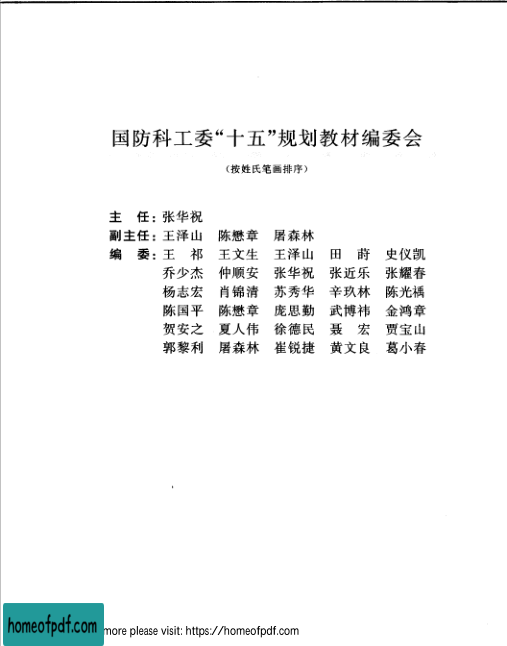 国防科工委“十五”规划教材编委会
(按姓氏笔画排序)
主　任：张华祝
副主任：王泽山　陈懋章　屠森林
编　委：王　祁　王文生　王泽山　田　莳　史仪凯
乔少杰　仲顺安　张华祝　张近乐　张耀春
杨志宏　肖锦清　苏秀华　辛玖林　陈光禡
陈国平　陈懋章　庞思勤　武博祎　金鸿章
贺安之　夏人伟　徐德民　聂　宏　贾宝山
郭黎利　屠森林　崔锐捷　黄文良　葛小春
homeofpdf.com
more please visit: https://homeofpdf.com